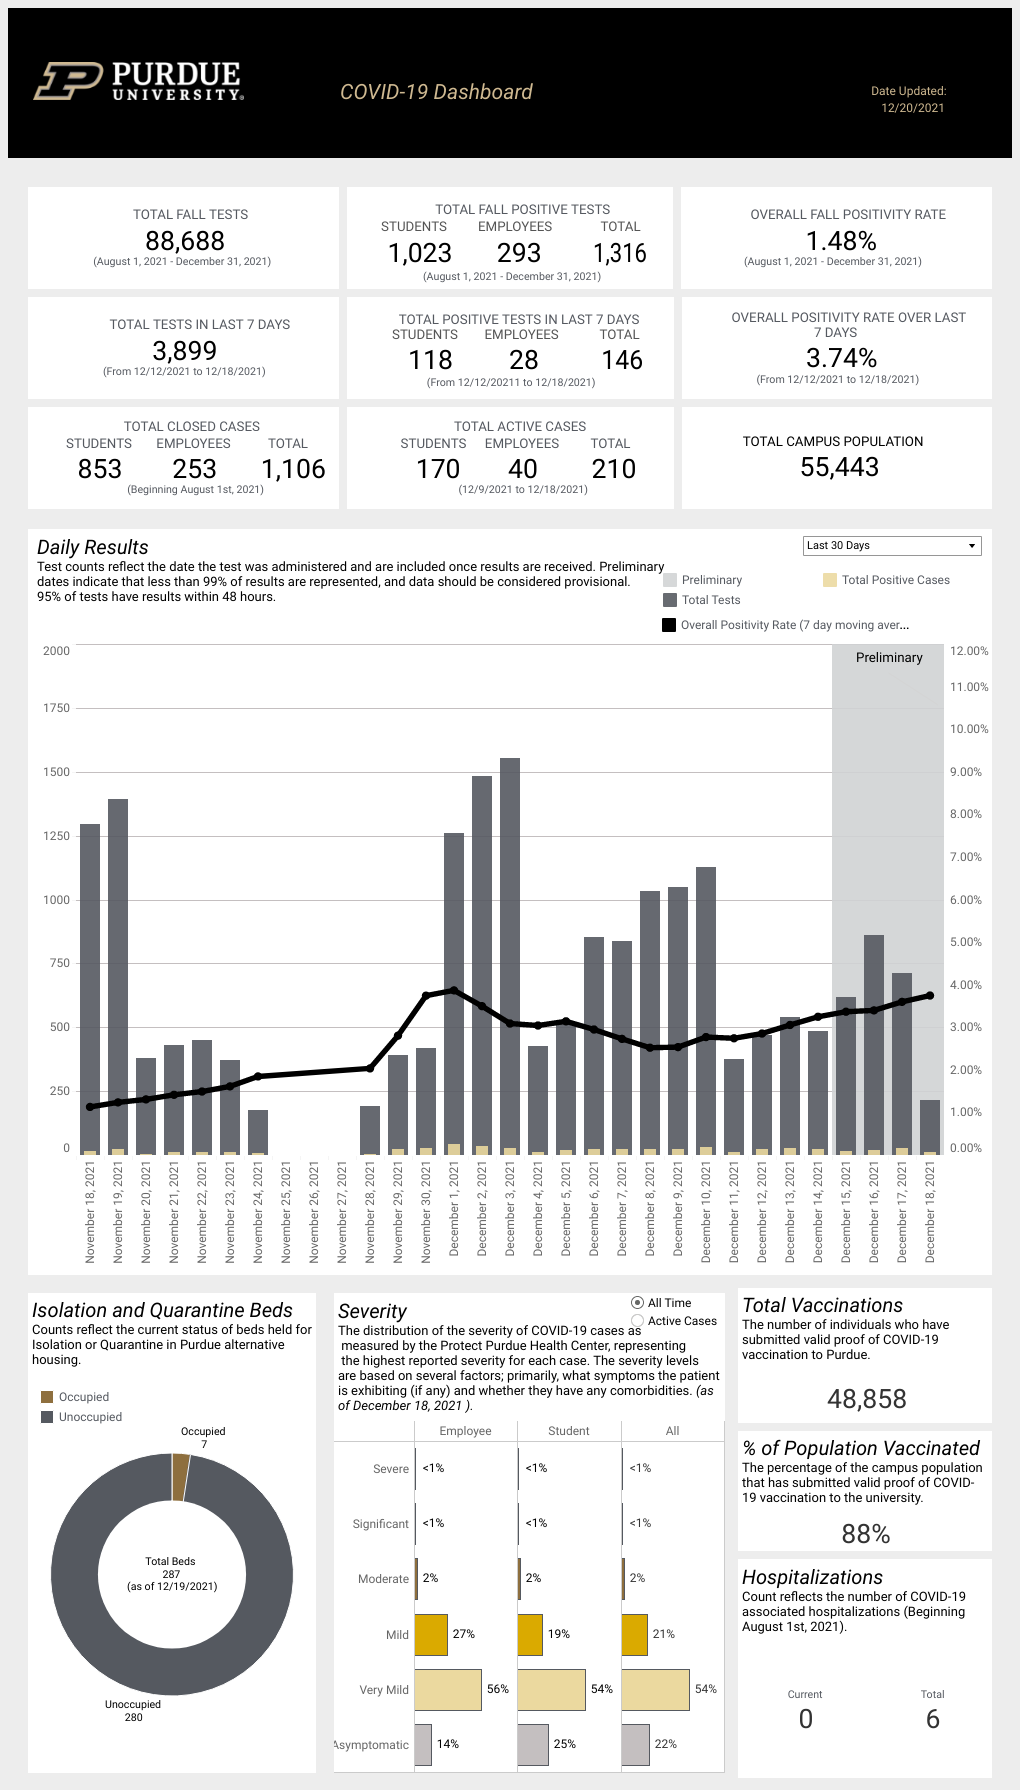 PURDUE
UNIVERSITY®
COVID-19 Dashboard
Date Updated:
12/20/2021
TOTAL FALL TESTS
88,688
(August 1, 2021 - December 31, 2021)
TOTAL FALL POSITIVE TESTS
STUDENTS EMPLOYEES TOTAL
1,023 293 1,316
(August 1, 2021 - December 31, 2021)
OVERALL FALL POSITIVITY RATE
1.48%
(August 1, 2021 - December 31, 2021)
TOTAL TESTS IN LAST 7 DAYS
3,899
(From 12/12/2021 to 12/18/2021)
TOTAL POSITIVE TESTS IN LAST 7 DAYS
STUDENTS EMPLOYEES TOTAL
118 28 146
(From 12/12/20211 to 12/18/2021)
OVERALL POSITIVITY RATE OVER LAST
7 DAYS
3.74%
(From 12/12/2021 to 12/18/2021)
TOTAL CLOSED CASES
STUDENTS EMPLOYEES TOTAL
853 253 1,106
(Beginning August 1st, 2021)
TOTAL ACTIVE CASES
STUDENTS EMPLOYEES TOTAL
170 40 210
(12/9/2021 to 12/18/2021)
TOTAL CAMPUS POPULATION
55,443
Daily Results
Test counts reflect the date the test was administered and are included once results are received. Preliminary
dates indicate that less than 99% of results are represented, and data should be considered provisional.
95% of tests have results within 48 hours.
Last 30 Days
Preliminary
Total Positive Cases
Total Tests
Overall Positivity Rate (7 day moving aver...
Preliminary
2000
1750
1500
1250
1000
750
500
250
0
12.00%
11.00%
10.00%
9.00%
8.00%
7.00%
6.00%
5.00%
4.00%
3.00%
2.00%
1.00%
0.00%
November 18, 2021
November 19, 2021
November 20, 2021
November 21, 2021
November 22, 2021
November 23, 2021
November 24, 2021
November 25, 2021
November 26, 2021
November 27, 2021
November 28, 2021
November 29, 2021
November 30, 2021
December 1, 2021
December 2, 2021
December 3, 2021
December 4, 2021
December 5, 2021
December 6, 2021
December 7, 2021
December 8, 2021
December 9, 2021
December 10, 2021
December 11, 2021
December 12, 2021
December 13, 2021
December 14, 2021
December 15, 2021
December 16, 2021
December 17, 2021
December 18, 2021
Isolation and Quarantine Beds
Counts reflect the current status of beds held for
Isolation or Quarantine in Purdue alternative
housing.
Occupied
Unoccupied
Occupied
7
Total Beds
287
(as of 12/19/2021)
Unoccupied
280
Severity
All Time
Active Cases
The distribution of the severity of COVID-19 cases as
measured by the Protect Purdue Health Center, representing
the highest reported severity for each case. The severity levels
are based on several factors; primarily, what symptoms the patient
is exhibiting (if any) and whether they have any comorbidities. (as
of December 18, 2021 ).
Employee Student All
Severe <1% <1% <1%
Significant <1% <1% <1%
Moderate 2% 2% 2%
Mild 27% 19% 21%
Very Mild 56% 54% 54%
Asymptomatic 14% 25% 22%
Total Vaccinations
The number of individuals who have
submitted valid proof of COVID-19
vaccination to Purdue.
48,858
% of Population Vaccinated
The percentage of the campus population
that has submitted valid proof of COVID-
19 vaccination to the university.
88%
Hospitalizations
Count reflects the number of COVID-19
associated hospitalizations (Beginning
August 1st, 2021).
Current Total
0 6